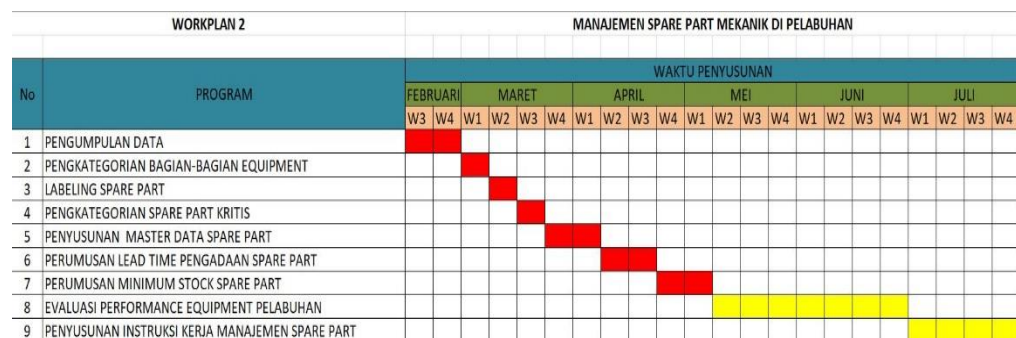 WORKPLAN 2 MANAJEMEN SPARE PART MEKANIK DI PELABUHAN
No PROGRAM WAKTU PENYUSUNAN
FEBRUARI MARET APRIL MEI JUNI JULI
W3 W4 W1 W2 W3 W4 W1 W2 W3 W4 W1 W2 W3 W4 W1 W2 W3 W4 W1 W2 W3 W4
1 PENGUMPULAN DATA
2 PENGKATEGORIAN BAGIAN-BAGIAN EQUIPMENT
3 LABELING SPARE PART
4 PENGKATEGORIAN SPARE PART KRITIS
5 PENYUSUNAN MASTER DATA SPARE PART
6 PERUMUSAN LEAD TIME PENGADAAN SPARE PART
7 PERUMUSAN MINIMUM STOCK SPARE PART
8 EVALUASI PERFORMANCE EQUIPMENT PELABUHAN
9 PENYUSUNAN INSTRUKSI KERJA MANAJEMEN SPARE PART